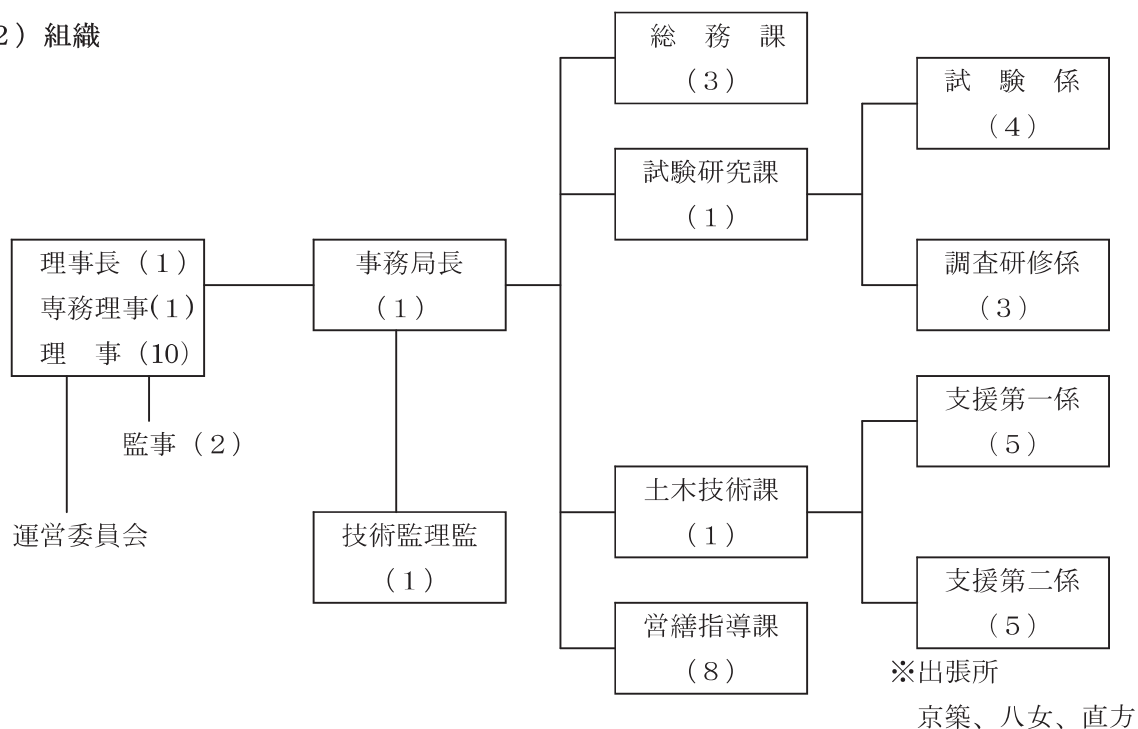 2）組織
総　務　課
（3）
試　験　係
（4）
試験研究課
（1）
理事長（1）
専務理事(1)
理　事（10）
事務局長
（1）
調査研修係
（3）
監事（2）
運営委員会
技術監理監
（1）
支援第一係
（5）
土木技術課
（1）
支援第二係
（5）
営繕指導課
（8）
※出張所
京築、八女、直方